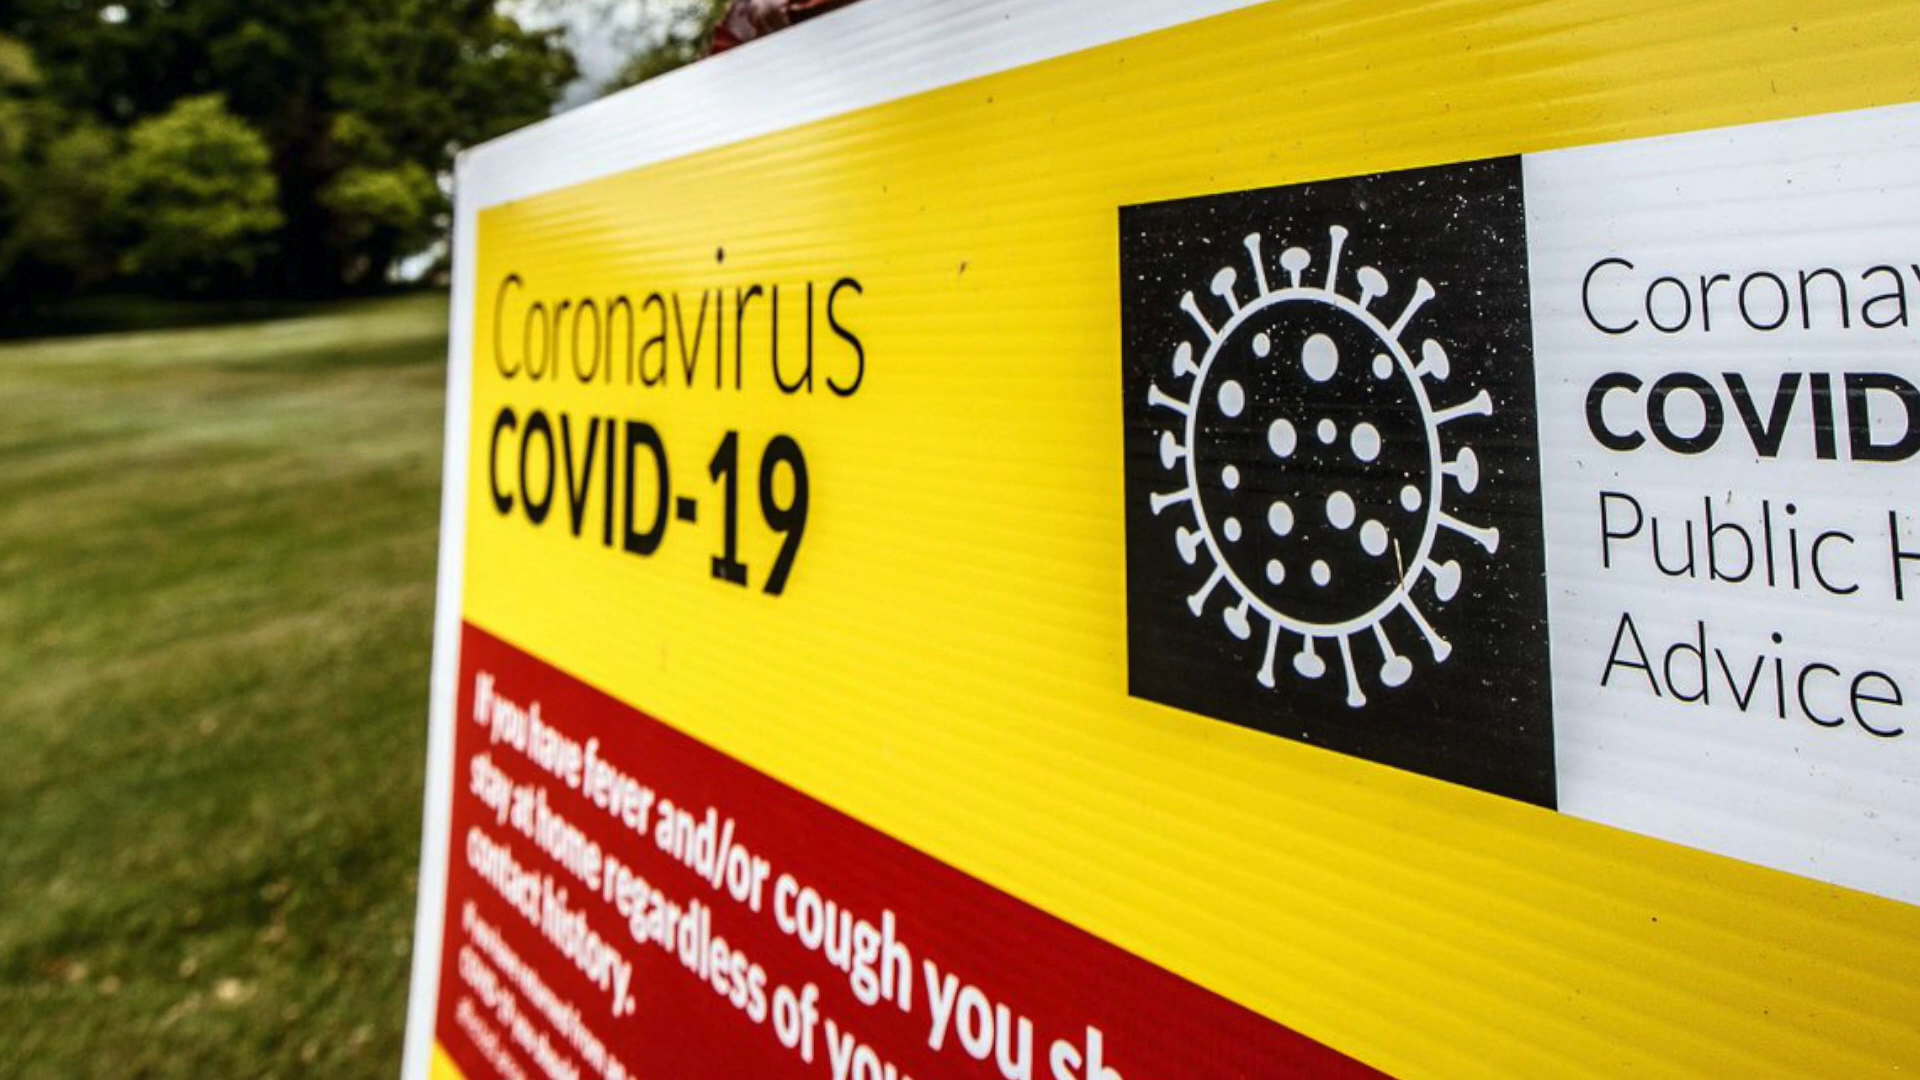 Coronavirus
COVID-19
Corona
COVID
Public H
Advice
If you have fever and/or cough you sh
stay at home regardless of you
contact history.